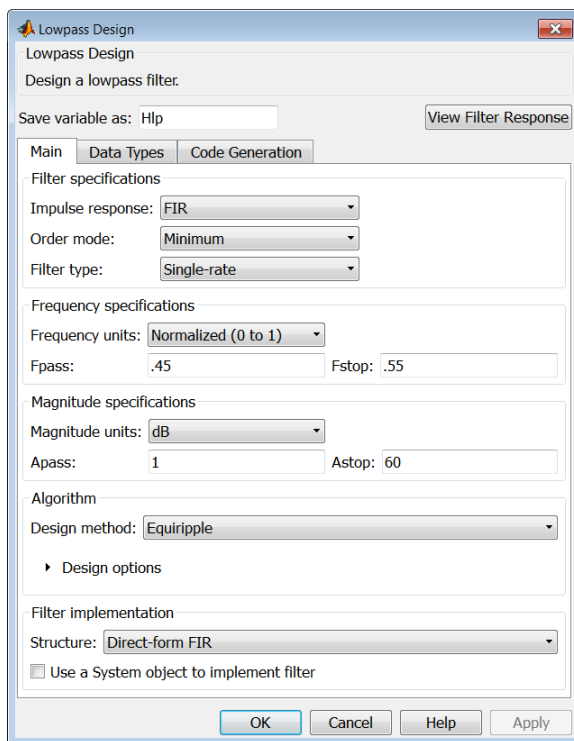 Lowpass Design
Lowpass Design
Design a lowpass filter.
Save variable as: Hlp View Filter Response
Main Data Types Code Generation
Filter specifications
Impulse response: FIR
Order mode: Minimum
Filter type: Single-rate
Frequency specifications
Frequency units: Normalized (0 to 1)
Fpass: .45 Fstop: .55
Magnitude specifications
Magnitude units: dB
Apass: 1 Astop: 60
Algorithm
Design method: Equiripple
Design options
Filter implementation
Structure: Direct-form FIR
Use a System object to implement filter
OK Cancel Help Apply